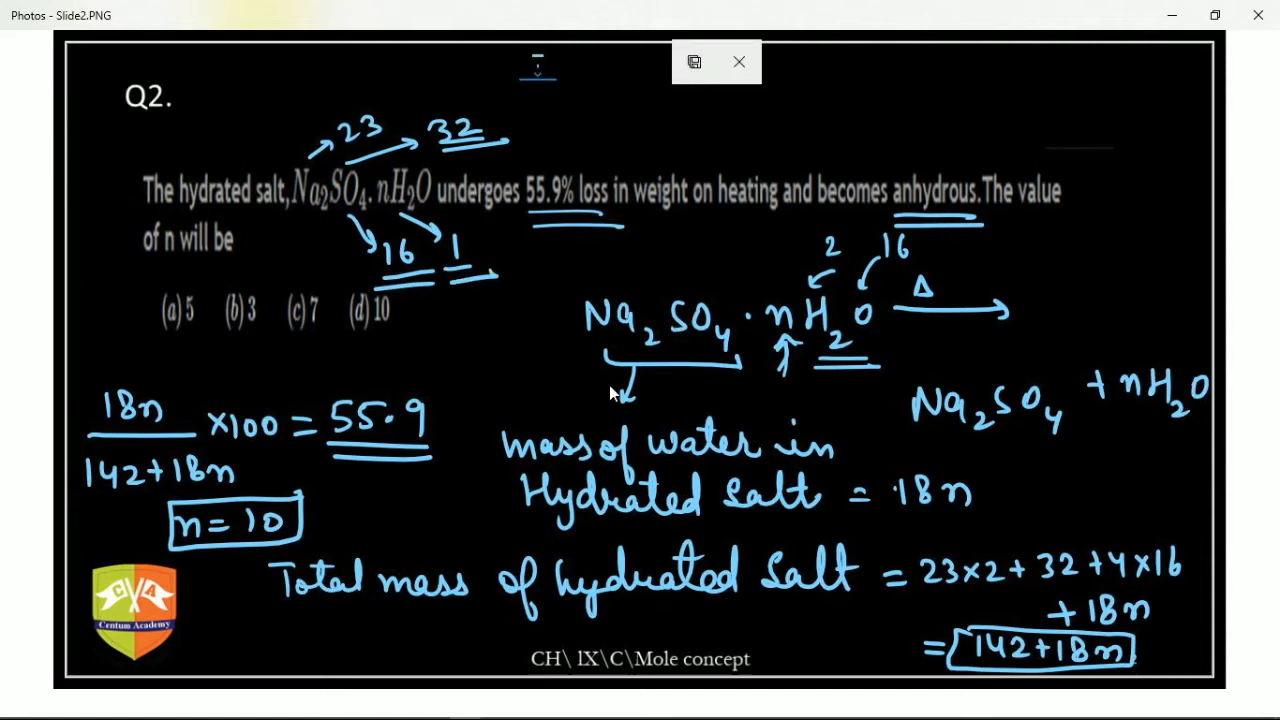 Photos - Slide2.PNG
Q2.
23
32
The hydrated salt, Na₂SO₄.nH₂O undergoes 55.9% loss in weight on heating and becomes anhydrous.The value
of n will be
16
1
2
16
(a) 5 (b) 3 (c) 7 (d) 10
Na₂SO₄ · nH₂O Δ
Na₂SO₄ + nH₂O
18n / 142+18n ×100 = 55.9
n = 10
mass of water in
Hydrated salt = 18n
Total mass of hydrated salt = 23×2 + 32 + 4×16
+ 18n
= 142+18n
C A
Centum Academy
CH\ IX\C\Mole concept